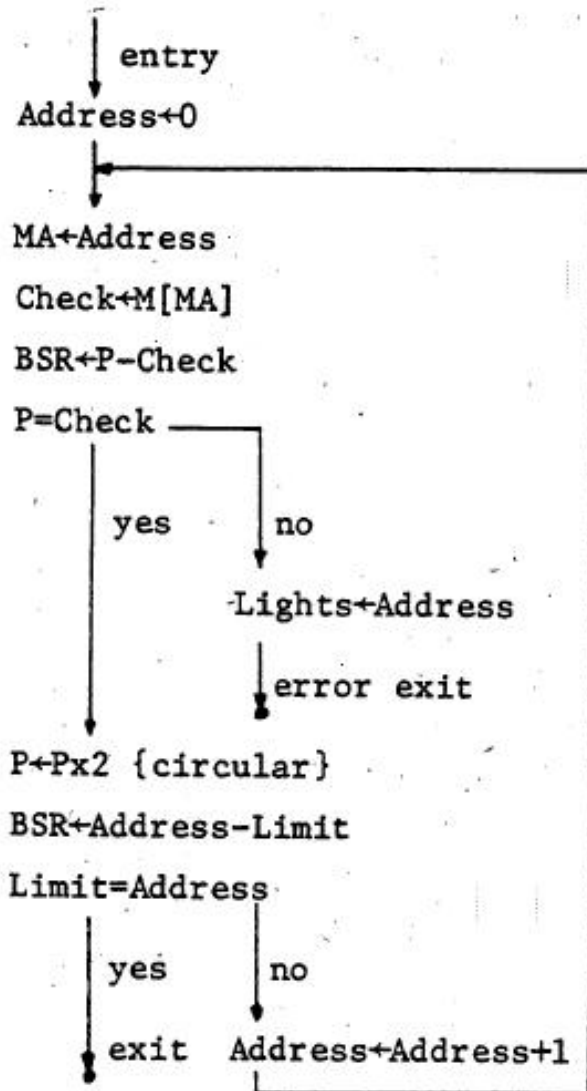 entry
Address←0
MA←Address
Check←M[MA]
BSR←P-Check
P=Check
yes
no
Lights←Address
error exit
P←Px2 {circular}
BSR←Address-Limit
Limit=Address
yes
no
exit
Address←Address+1